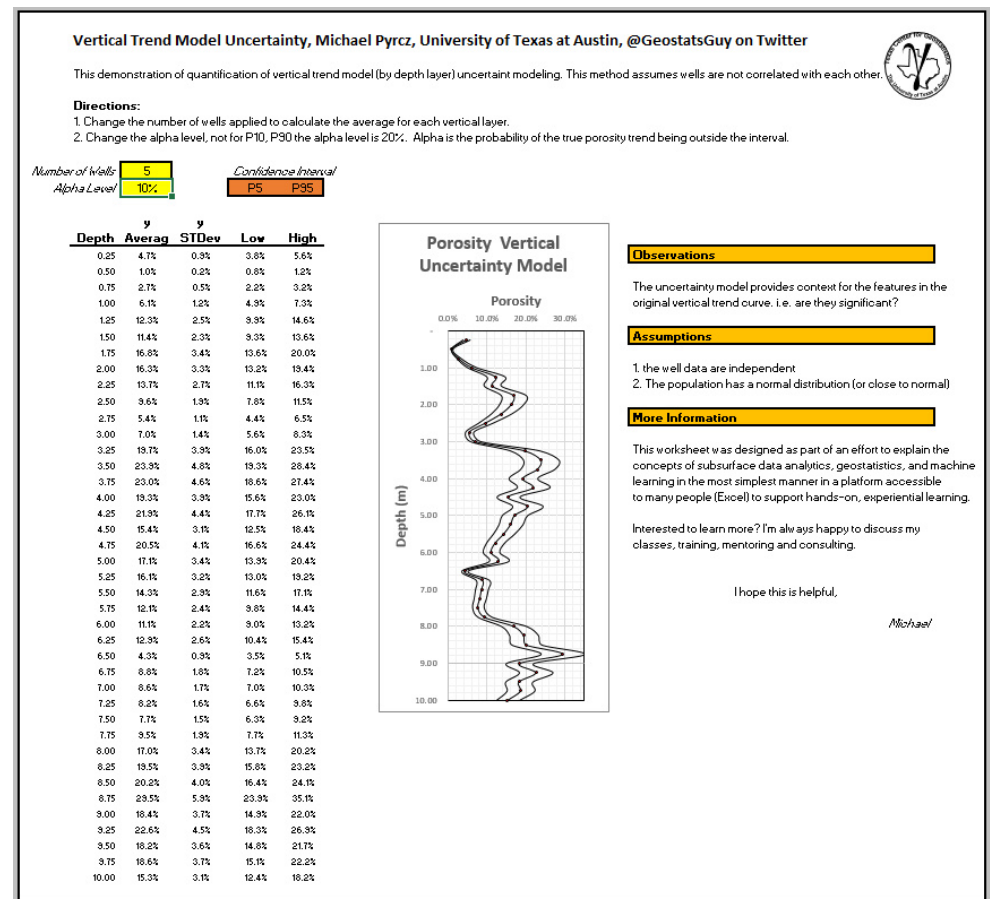 Vertical Trend Model Uncertainty, Michael Pyrcz, University of Texas at Austin, @GeostatsGuy on Twitter
This demonstration of quantification of vertical trend model (by depth layer) uncertaint modeling. This method assumes wells are not correlated with each other.
Directions:
1. Change the number of wells applied to calculate the average for each vertical layer.
2. Change the alpha level, not for P10, P90 the alpha level is 20%. Alpha is the probability of the true porosity trend being outside the interval.
Number of Wells 5 Confidence Interval
Alpha Level 10% P5 P95
y y
Depth Averag STDev Low High
0.25 4.7% 0.9% 3.8% 5.6%
0.50 1.0% 0.2% 0.8% 1.2%
0.75 2.7% 0.5% 2.2% 3.2%
1.00 6.1% 1.2% 4.9% 7.3%
1.25 12.3% 2.5% 9.9% 14.6%
1.50 11.4% 2.3% 9.3% 13.6%
1.75 16.8% 3.4% 13.6% 20.0%
2.00 16.3% 3.3% 13.2% 19.4%
2.25 13.7% 2.7% 11.1% 16.3%
2.50 9.6% 1.9% 7.8% 11.5%
2.75 5.4% 1.1% 4.4% 6.5%
3.00 7.0% 1.4% 5.6% 8.3%
3.25 19.7% 3.9% 16.0% 23.5%
3.50 23.9% 4.8% 19.3% 28.4%
3.75 23.0% 4.6% 18.6% 27.4%
4.00 19.3% 3.9% 15.6% 23.0%
4.25 21.9% 4.4% 17.7% 26.1%
4.50 15.4% 3.1% 12.5% 18.4%
4.75 20.5% 4.1% 16.6% 24.4%
5.00 17.1% 3.4% 13.9% 20.4%
5.25 16.1% 3.2% 13.0% 19.2%
5.50 14.3% 2.9% 11.6% 17.1%
5.75 12.1% 2.4% 9.8% 14.4%
6.00 11.1% 2.2% 9.0% 13.2%
6.25 12.9% 2.6% 10.4% 15.4%
6.50 4.3% 0.9% 3.5% 5.1%
6.75 8.8% 1.8% 7.2% 10.5%
7.00 8.6% 1.7% 7.0% 10.3%
7.25 8.2% 1.6% 6.6% 9.8%
7.50 7.7% 1.5% 6.3% 9.2%
7.75 9.5% 1.9% 7.7% 11.3%
8.00 17.0% 3.4% 13.7% 20.2%
8.25 19.5% 3.9% 15.8% 23.2%
8.50 20.2% 4.0% 16.4% 24.1%
8.75 29.5% 5.9% 23.9% 35.1%
9.00 18.4% 3.7% 14.9% 22.0%
9.25 22.6% 4.5% 18.3% 26.9%
9.50 18.2% 3.6% 14.8% 21.7%
9.75 18.6% 3.7% 15.1% 22.2%
10.00 15.3% 3.1% 12.4% 18.2%
Porosity Vertical
Uncertainty Model
Porosity
0.0% 10.0% 20.0% 30.0%
-
1.00
2.00
3.00
4.00
5.00
6.00
7.00
8.00
9.00
10.00
Depth (m)
Observations
The uncertainty model provides context for the features in the
original vertical trend curve. i.e. are they significant?
Assumptions
1. the well data are independent
2. The population has a normal distribution (or close to normal)
More Information
This worksheet was designed as part of an effort to explain the
concepts of subsurface data analytics, geostatistics, and machine
learning in the most simplest manner in a platform accessible
to many people (Excel) to support hands-on, experiential learning.
Interested to learn more? I'm always happy to discuss my
classes, training, mentoring and consulting.
I hope this is helpful,
Michael